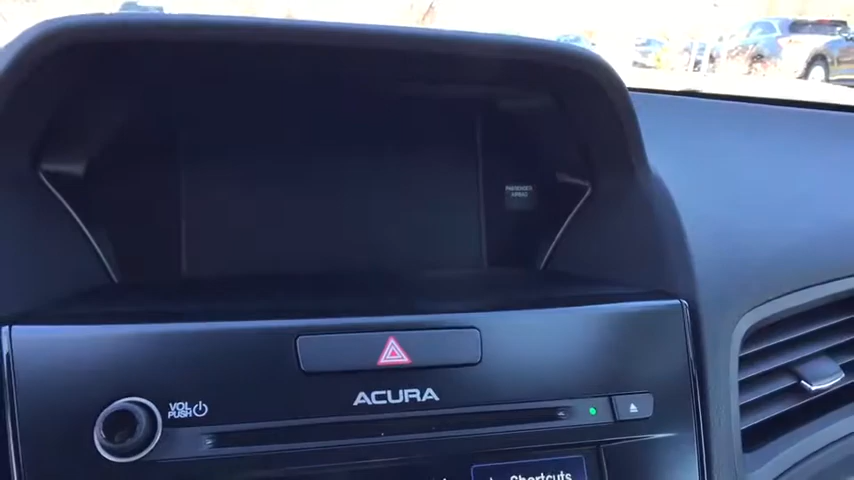 PASSENGER
AIRBAG
VOL
PUSH
ACURA
Shortcuts